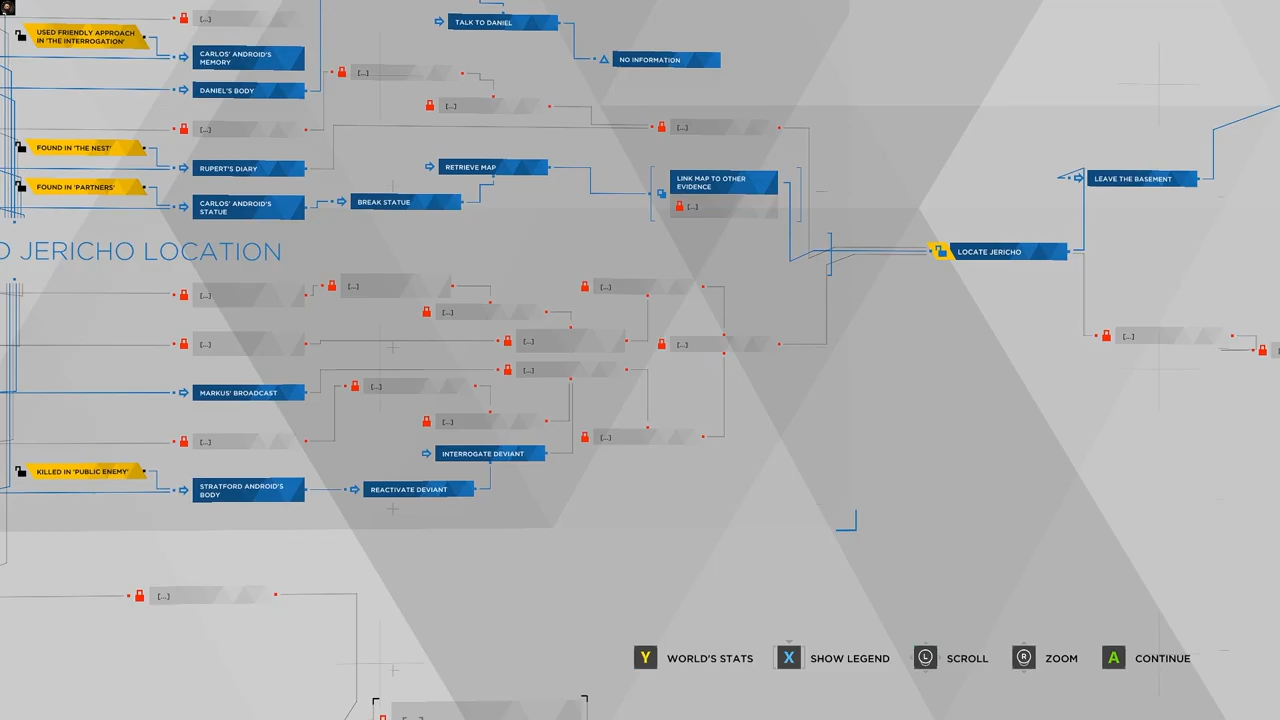 [...]
TALK TO DANIEL
USED FRIENDLY APPROACH
IN 'THE INTERROGATION'
CARLOS' ANDROID'S
MEMORY
NO INFORMATION
[...]
DANIEL'S BODY
[...]
[...]
[...]
FOUND IN 'THE NEST'
RUPERT'S DIARY
RETRIEVE MAP
LINK MAP TO OTHER
EVIDENCE
LEAVE THE BASEMENT
FOUND IN 'PARTNERS'
CARLOS' ANDROID'S
STATUE
BREAK STATUE
[...]
JERICHO LOCATION
LOCATE JERICHO
[...]
[...]
[...]
[...]
[...]
[...]
[...]
[...]
[...]
MARKUS' BROADCAST
[...]
[...]
[...]
[...]
INTERROGATE DEVIANT
KILLED IN 'PUBLIC ENEMY'
STRATFORD ANDROID'S
BODY
REACTIVATE DEVIANT
[...]
Y WORLD'S STATS
X SHOW LEGEND
L SCROLL
R ZOOM
A CONTINUE